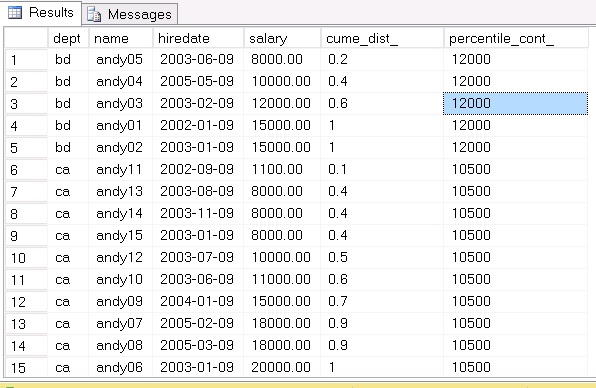 Results Messages
dept name hiredate salary cume_dist_ percentile_cont_
1 bd andy05 2003-06-09 8000.00 0.2 12000
2 bd andy04 2005-05-09 10000.00 0.4 12000
3 bd andy03 2003-02-09 12000.00 0.6 12000
4 bd andy01 2002-01-09 15000.00 1 12000
5 bd andy02 2003-01-09 15000.00 1 12000
6 ca andy11 2002-09-09 1100.00 0.1 10500
7 ca andy13 2003-08-09 8000.00 0.4 10500
8 ca andy14 2003-11-09 8000.00 0.4 10500
9 ca andy15 2003-01-09 8000.00 0.4 10500
10 ca andy12 2003-07-09 10000.00 0.5 10500
11 ca andy10 2003-06-09 11000.00 0.6 10500
12 ca andy09 2004-01-09 15000.00 0.7 10500
13 ca andy07 2005-02-09 18000.00 0.9 10500
14 ca andy08 2005-03-09 18000.00 0.9 10500
15 ca andy06 2003-01-09 20000.00 1 10500